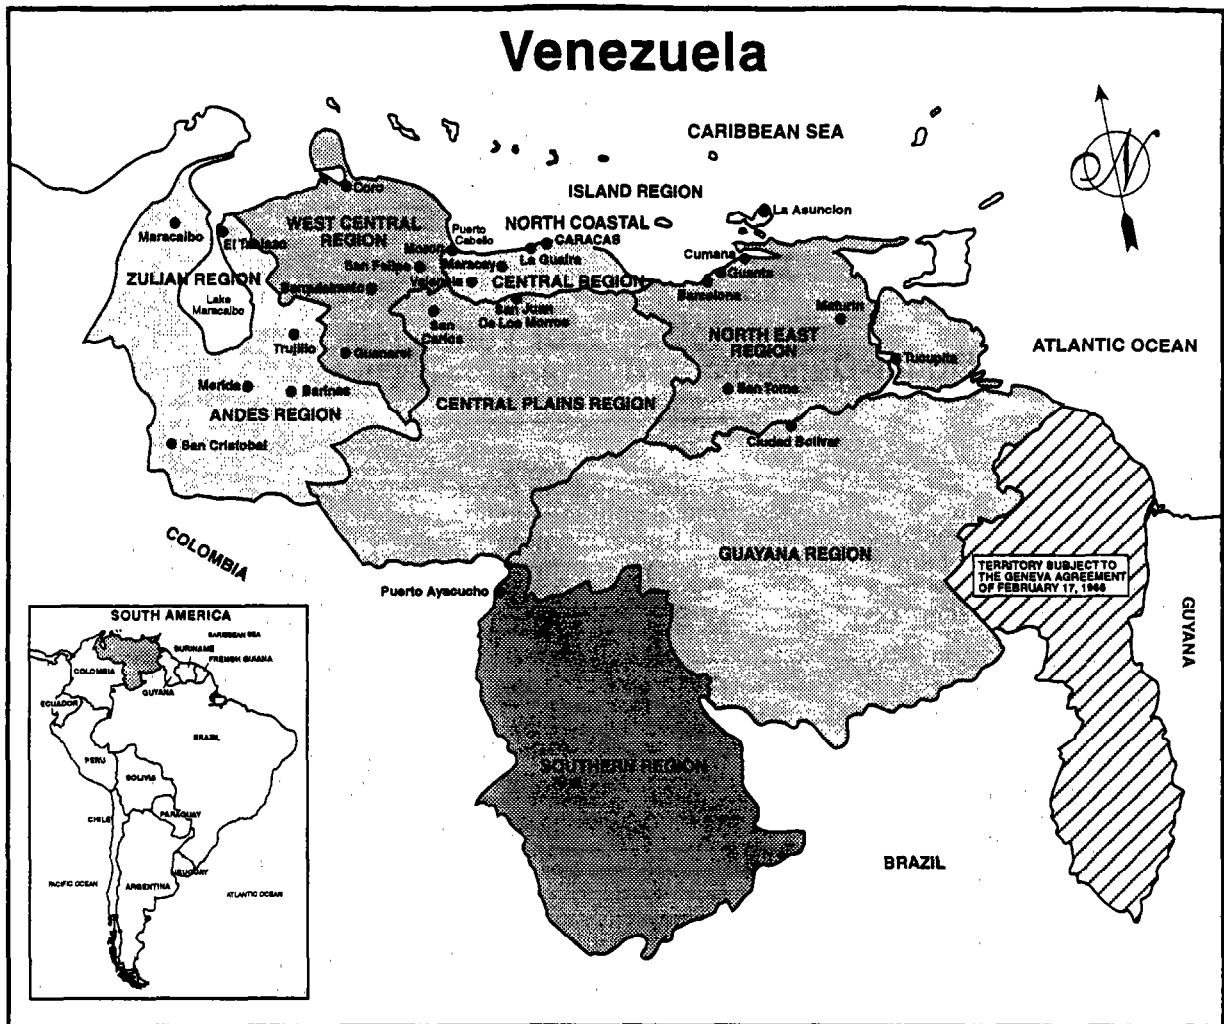 Venezuela
CARIBBEAN SEA
N
ISLAND REGION
NORTH COASTAL
La Asuncion
Coro
WEST CENTRAL
REGION
Maracaibo
El Tablazo
Puerto
Cabello
Moron
CARACAS
La Guaira
San Felipe
Maracay
Valencia
CENTRAL REGION
Cumana
Guanta
Barcelona
ZULIAN REGION
Lake
Maracaibo
Barquisimeto
San
Carlos
San Juan
De Los Morros
Maturin
NORTH EAST
REGION
Tucupita
ATLANTIC OCEAN
Trujillo
Guanarei
Merida
Barinas
San Tome
ANDES REGION
CENTRAL PLAINS REGION
San Cristobal
Ciudad Bolivar
COLOMBIA
GUAYANA REGION
TERRITORY SUBJECT TO
THE GENEVA AGREEMENT
OF FEBRUARY 17, 1966
Puerto Ayacucho
GUYANA
SOUTHERN REGION
BRAZIL
SOUTH AMERICA
CARIBBEAN SEA
SURINAME
FRENCH GUIANA
COLOMBIA
GUYANA
ECUADOR
BRAZIL
PERU
BOLIVIA
CHILE
PARAGUAY
URUGUAY
PACIFIC OCEAN
ARGENTINA
ATLANTIC OCEAN